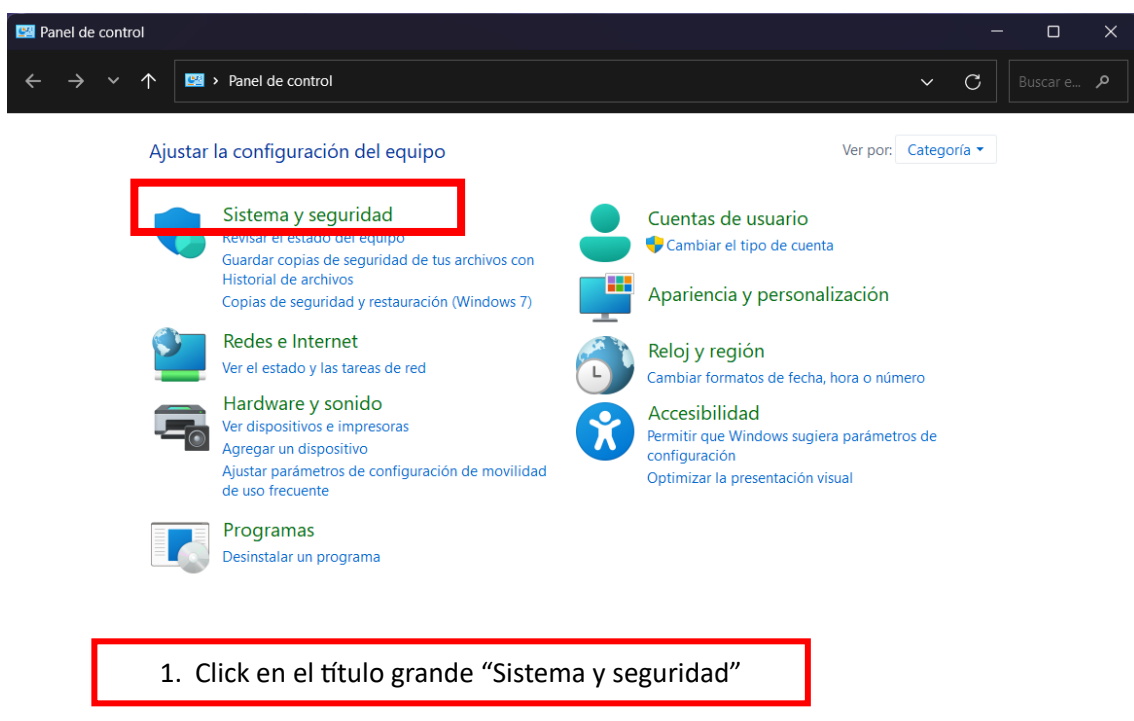 Panel de control
Panel de control
Buscar e...
Ajustar la configuración del equipo
Ver por:
Categoría
Sistema y seguridad
Revisar el estado del equipo
Guardar copias de seguridad de tus archivos con
Historial de archivos
Copias de seguridad y restauración (Windows 7)
Redes e Internet
Ver el estado y las tareas de red
Hardware y sonido
Ver dispositivos e impresoras
Agregar un dispositivo
Ajustar parámetros de configuración de movilidad
de uso frecuente
Programas
Desinstalar un programa
Cuentas de usuario
Cambiar el tipo de cuenta
Apariencia y personalización
Reloj y región
Cambiar formatos de fecha, hora o número
Accesibilidad
Permitir que Windows sugiera parámetros de
configuración
Optimizar la presentación visual
1. Click en el título grande “Sistema y seguridad”